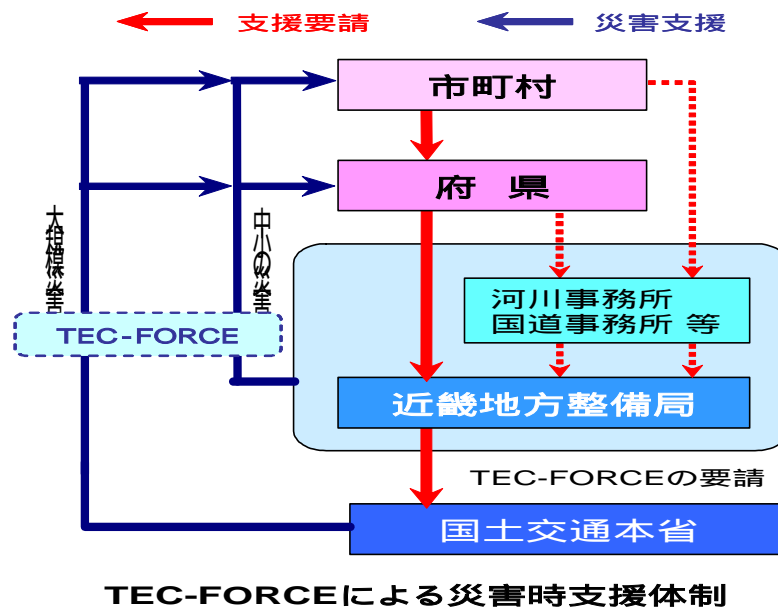 支援要請
災害支援
市町村
府 県
大規模災害
中小の災害
河川事務所
国道事務所 等
TEC-FORCE
近畿地方整備局
TEC-FORCEの要請
国土交通本省
TEC-FORCEによる災害時支援体制